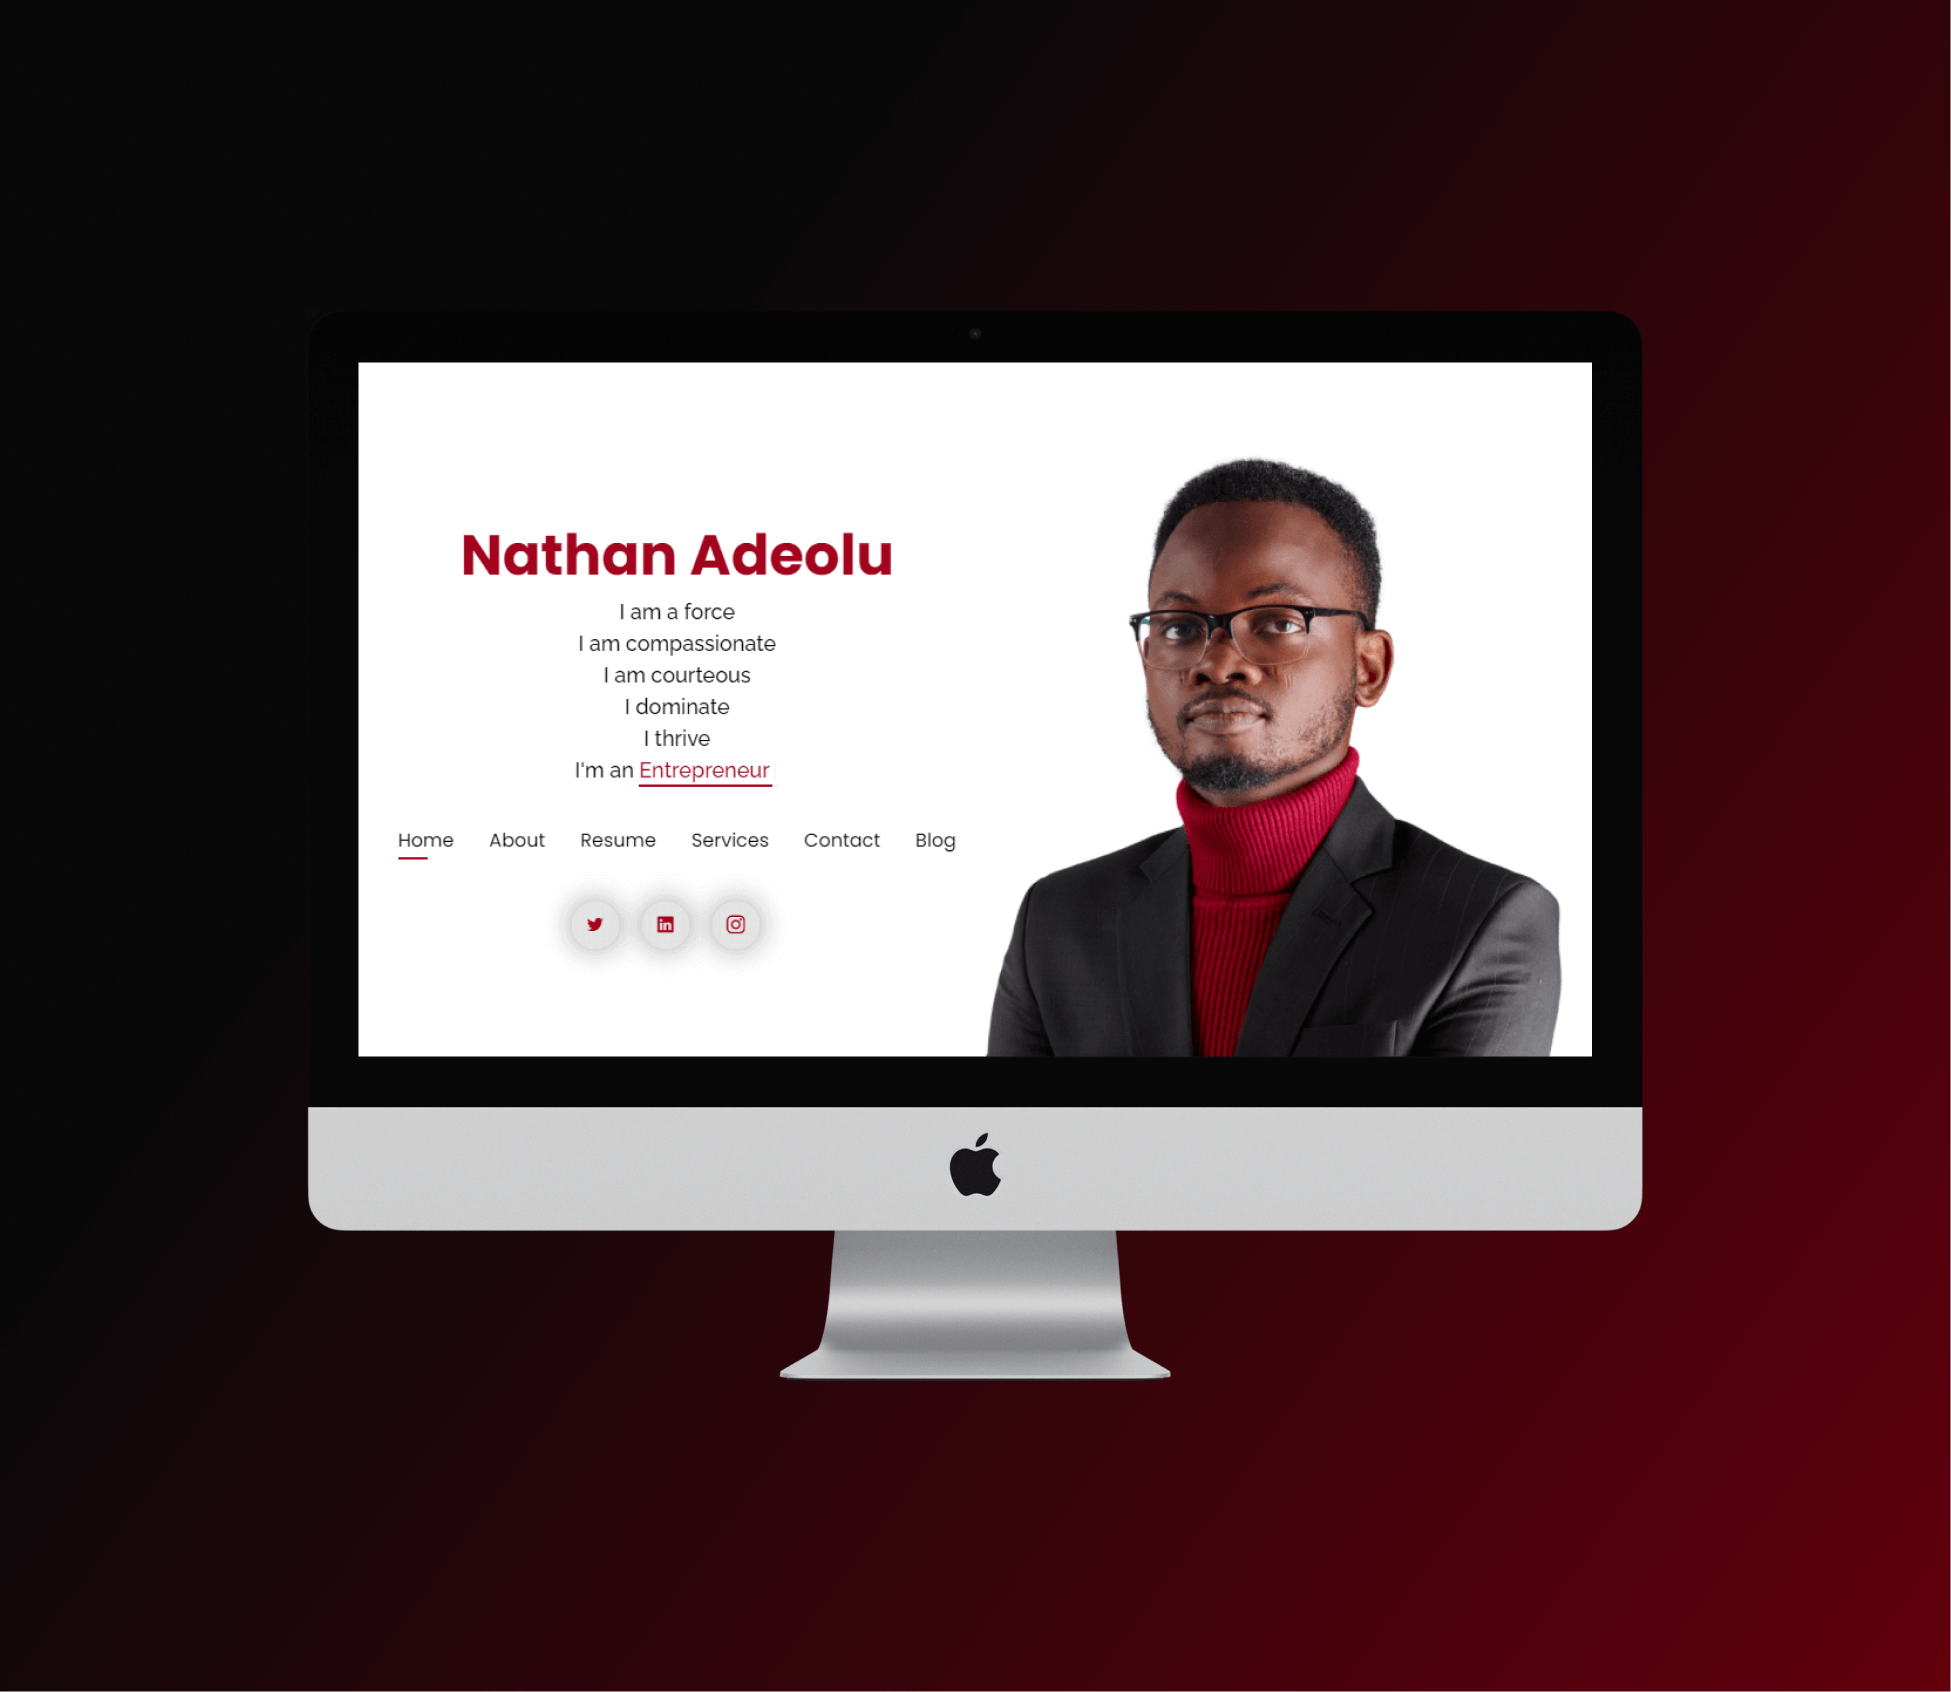 Nathan Adeolu
I am a force
I am compassionate
I am courteous
I dominate
I thrive
I'm an Entrepreneur
Home About Resume Services Contact Blog